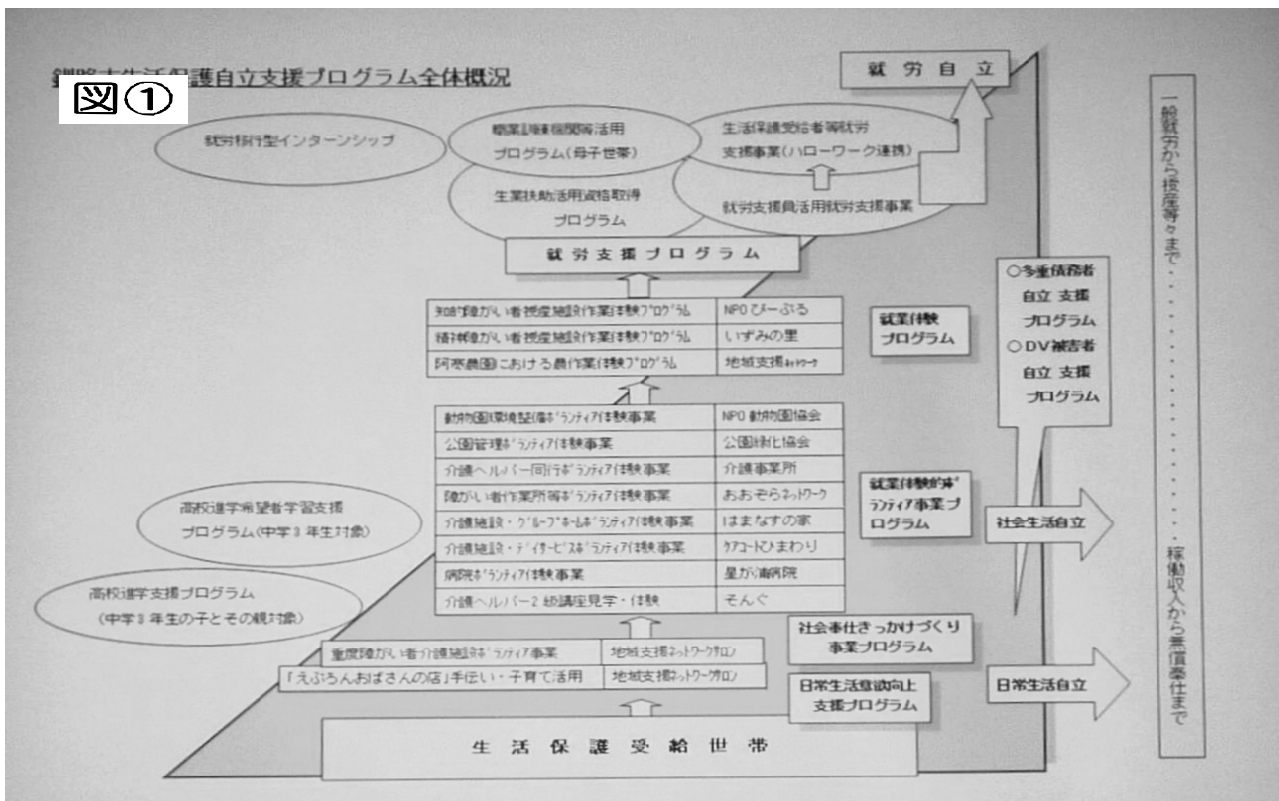 釧路市生活保護自立支援プログラム全体概況
図①
就労自立
就労移行型インターンシップ
職業訓練機関等活用
プログラム(母子世帯)
生活保護受給者等就労
支援事業(ハローワーク連携)
生業扶助活用資格取得
プログラム
就労支援員活用就労支援事業
就労支援プログラム
知的障がい者授産施設作業体験プログラム NPOぴーぷる
精神障がい者授産施設作業体験プログラム いずみの里
阿寒農園における農作業体験プログラム 地域支援ネットワーク
就業体験
プログラム
○多重債務者
自立支援
プログラム
○DV被害者
自立支援
プログラム
動物園環境整備ボランティア体験事業 NPO動物園協会
公園管理ボランティア体験事業 公園緑化協会
介護ヘルパー同行ボランティア体験事業 介護事業所
障がい者作業所等ボランティア体験事業 おおぞらネットワーク
介護施設・グループホームボランティア体験事業 はまなすの家
介護施設・デイサービスボランティア体験事業 ケアコートひまわり
病院ボランティア体験事業 星が浦病院
介護ヘルパー2級講座見学・体験 そんぐ
就業体験的ボ
ランティア事業プ
ログラム
社会生活自立
高校進学希望者学習支援
プログラム(中学3年生対象)
高校進学支援プログラム
(中学3年生の子とその親対象)
重度障がい者介護施設ボランティア事業 地域支援ネットワークサロン
「えぷろんおばさんの店」手伝い・子育て活用 地域支援ネットワークサロン
社会奉仕きっかけづくり
事業プログラム
日常生活意欲向上
支援プログラム
日常生活自立
生活保護受給世帯
一般就労から授産等々まで・・・・・・・・・・・・・・・・稼働収入から無償奉仕まで